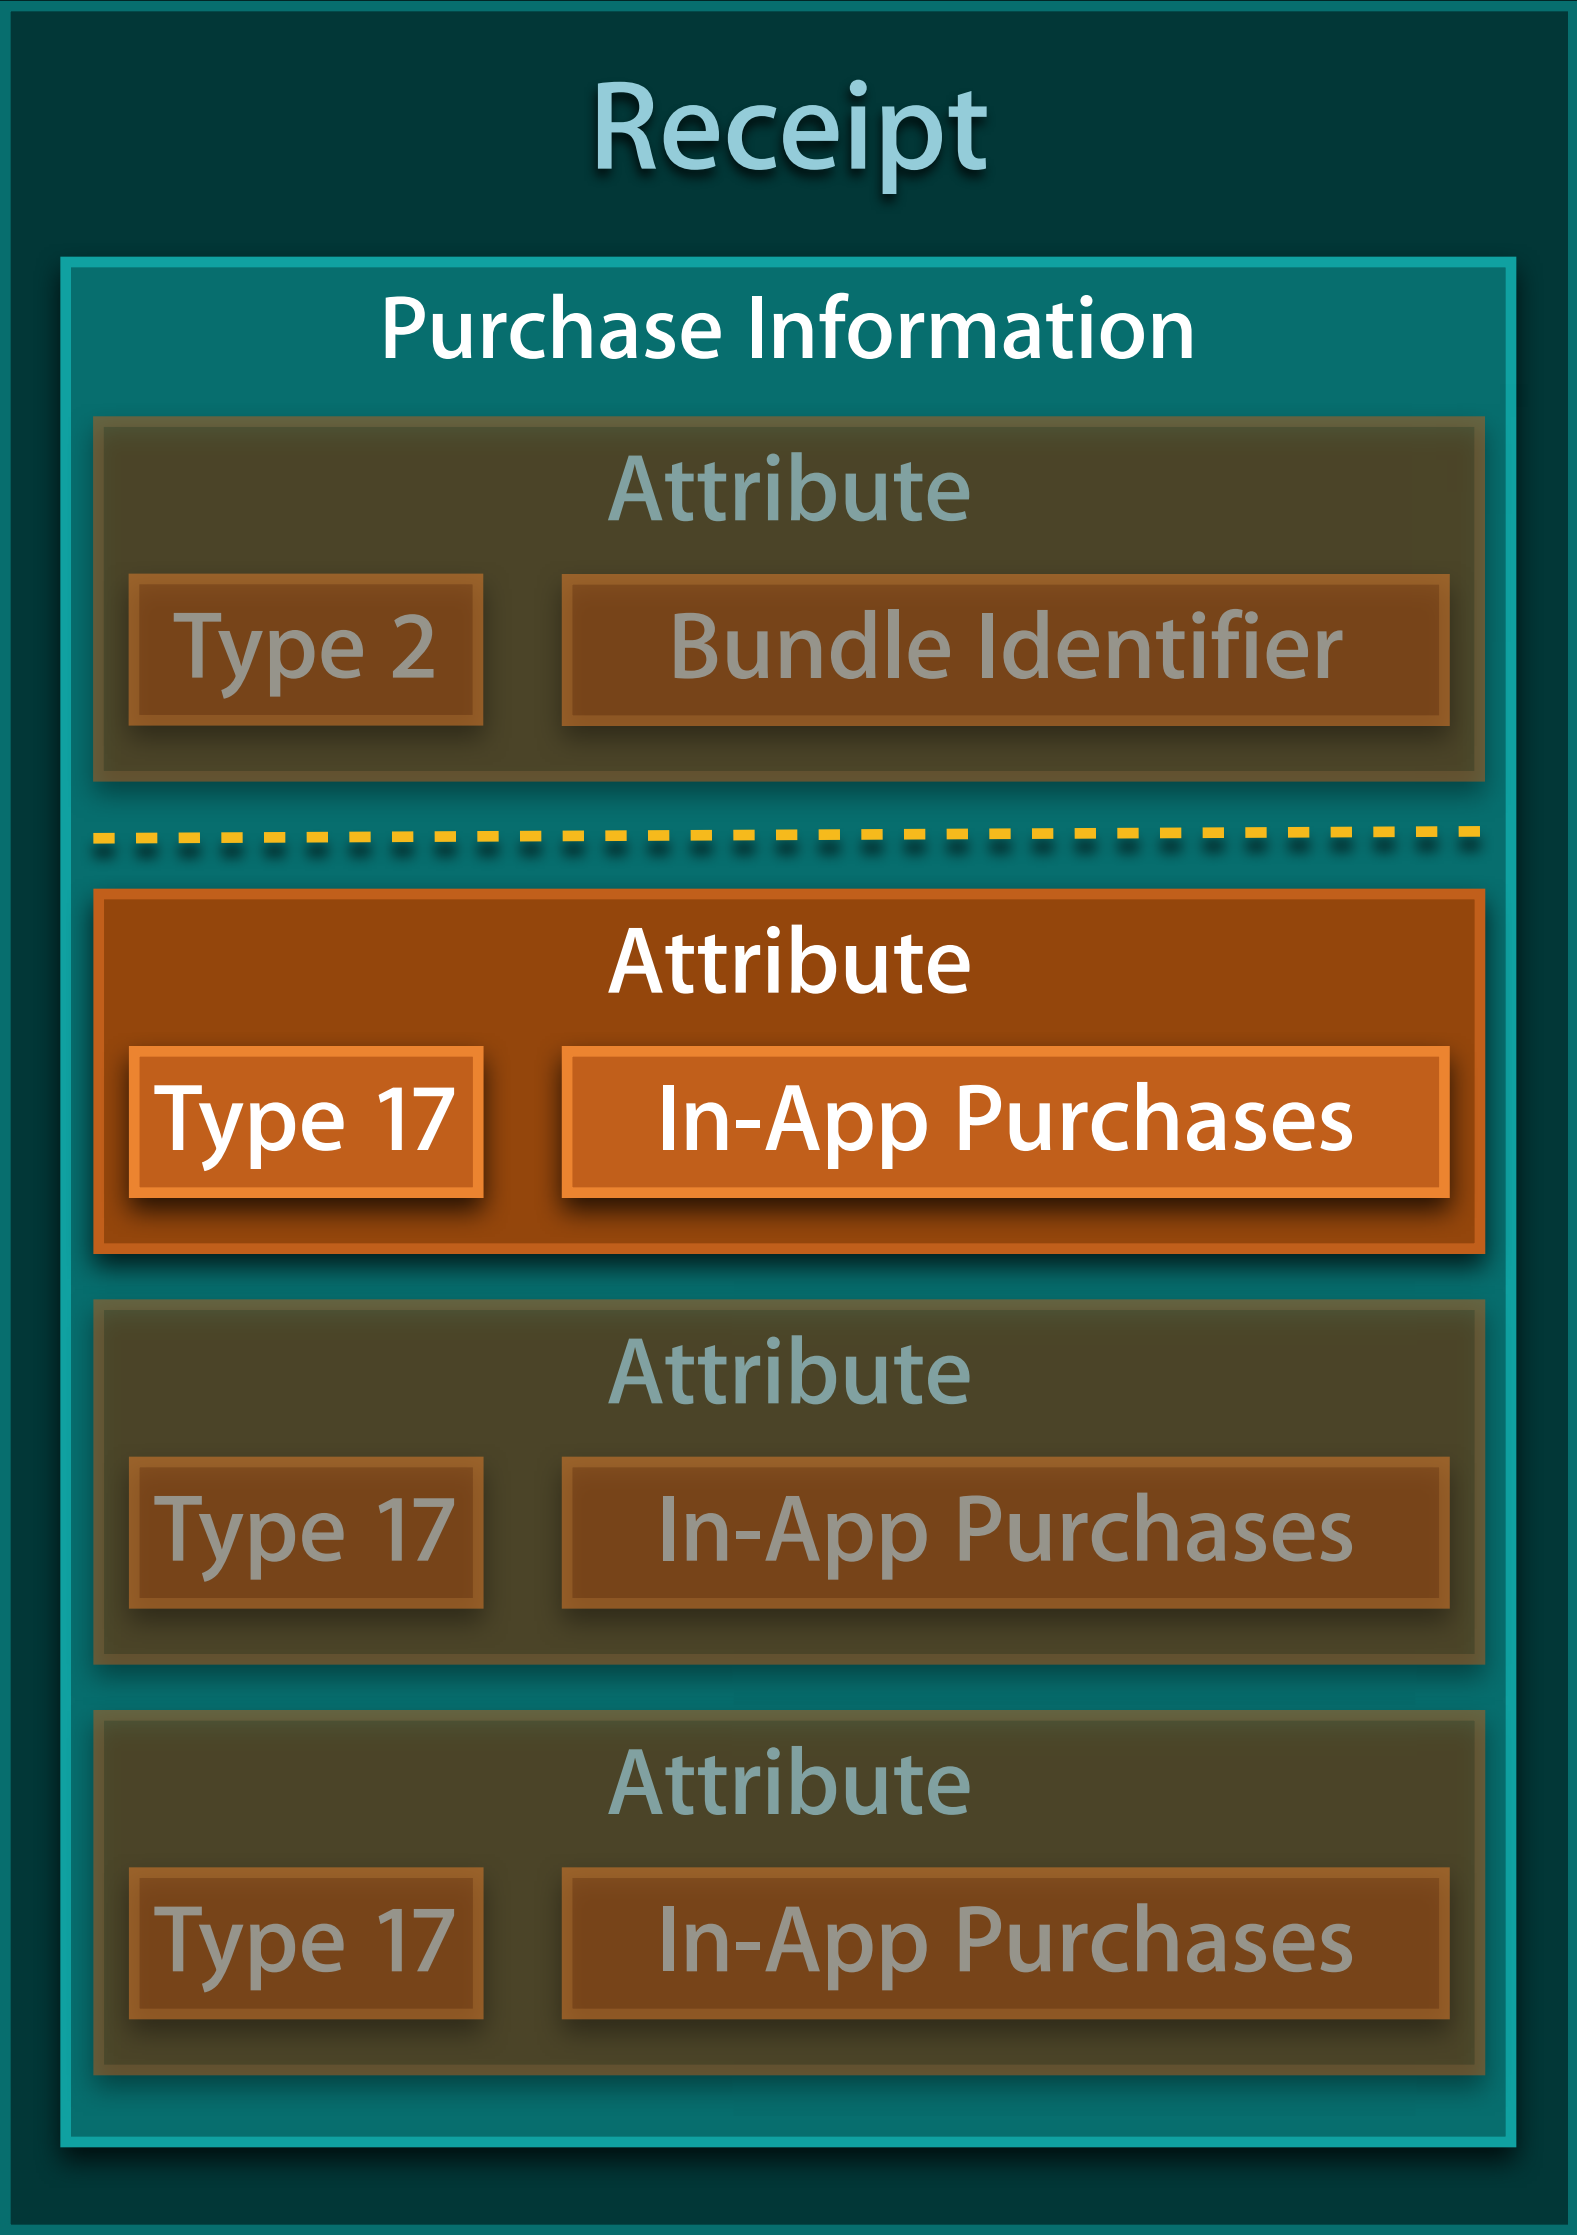 Receipt
Purchase Information
Attribute
Type 2 Bundle Identifier
Attribute
Type 17 In-App Purchases
Attribute
Type 17 In-App Purchases
Attribute
Type 17 In-App Purchases